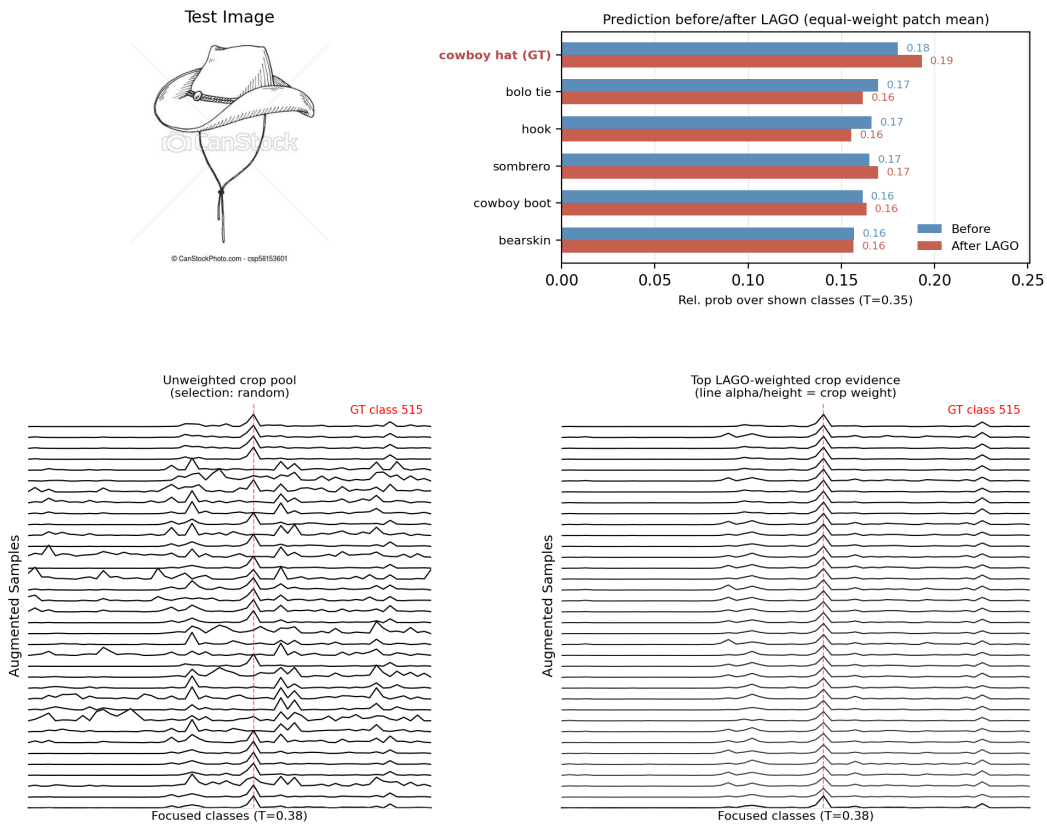 Test Image
CanStock
© CanStockPhoto.com - csp58153601
Prediction before/after LAGO (equal-weight patch mean)
cowboy hat (GT)
0.18
0.19
bolo tie
0.17
0.16
hook
0.17
0.16
sombrero
0.17
0.17
cowboy boot
0.16
0.16
bearskin
0.16
0.16
Before
After LAGO
0.00 0.05 0.10 0.15 0.20 0.25
Rel. prob over shown classes (T=0.35)
Unweighted crop pool
(selection: random)
GT class 515
Augmented Samples
Focused classes (T=0.38)
Top LAGO-weighted crop evidence
(line alpha/height = crop weight)
GT class 515
Augmented Samples
Focused classes (T=0.38)